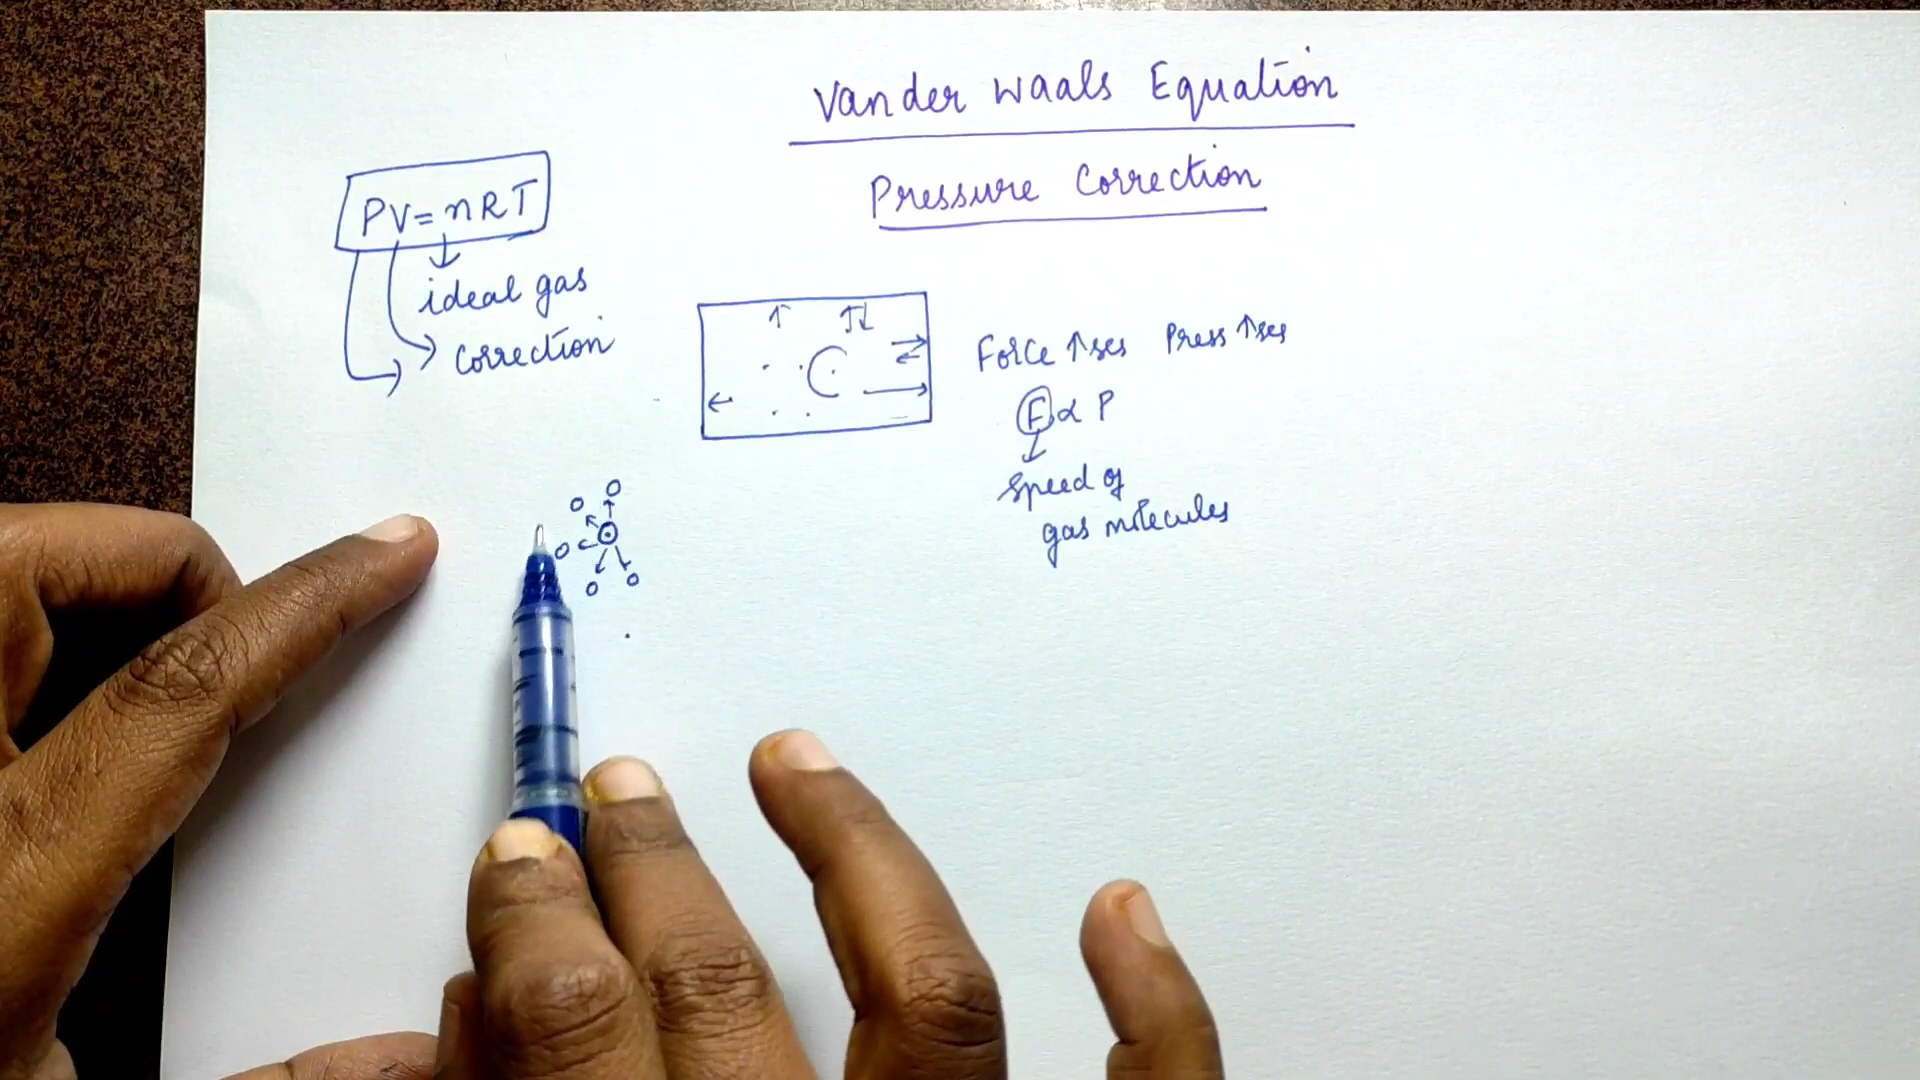 Van der Waals Equation
Pressure Correction
PV = nRT
ideal gas
correction
Force ↑ses Press ↑ses
F ∝ P
speed of
gas molecules